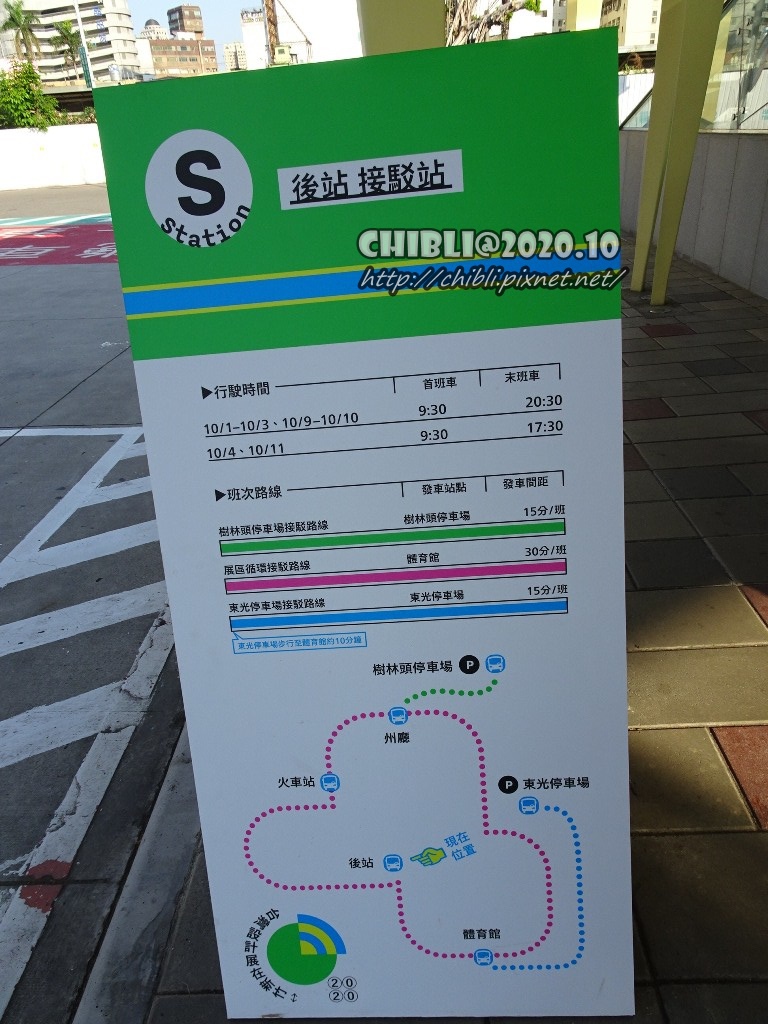 S
Station
後站 接駁站
CHIBLI@2020.10
http://chibli.pixnet.net/
▶行駛時間 首班車 末班車
10/1–10/3、10/9–10/10 9:30 20:30
10/4、10/11 9:30 17:30
▶班次路線 發車站點 發車間距
樹林頭停車場接駁路線 樹林頭停車場 15分/班
展區循環接駁路線 體育館 30分/班
東光停車場接駁路線 東光停車場 15分/班
東光停車場步行至體育館約10分鐘
樹林頭停車場 P
州廳
火車站
P 東光停車場
後站
現在
位置
體育館
台灣設計展在新竹
20
20